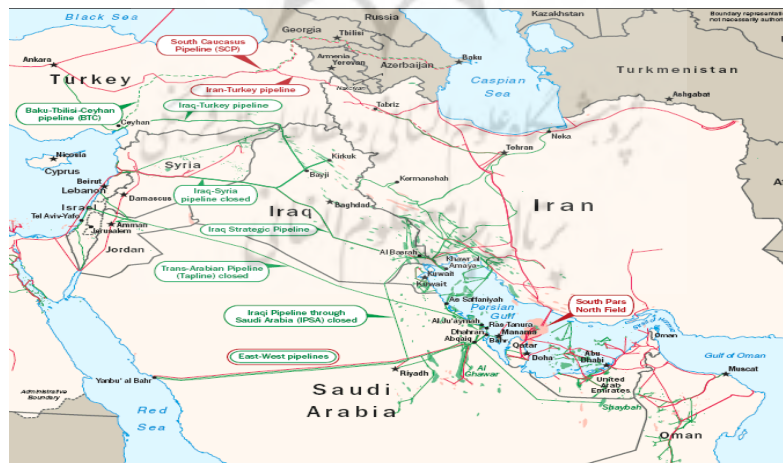 Black Sea
Russia
Kazakhstan
Boundary representation
not necessarily authori
Georgia
Tbilisi
South Caucasus
Pipeline (SCP)
Ankara
Armenia
Yerevan
Azerbaijan
Baku
Caspian
Sea
Turkmenistan
Turkey
Iran-Turkey pipeline
Iraq-Turkey pipeline
Ashgabat
Baku-Tbilisi-Ceyhan
pipeline (BTC)
Tabriz
Ceyhan
Neka
Tehran
Nicosia
Cyprus
Syria
Kirkuk
Beirut
Lebanon
Bayji
Kermanshah
Iraq-Syria
pipeline closed
Damascus
Iran
Israel
Iraq
Baghdad
Tel Aviv-Yafo
Jerusalem
Amman
Iraq Strategic Pipeline
Jordan
Al Basrah
Khawr al
Amaya
Trans-Arabian Pipeline
(Tapline) closed
Kuwait
Kuwait
As Saffaniyah
Persian
Gulf
South Pars
North Field
Iraqi Pipeline through
Saudi Arabia (IPSA) closed
Al Ju'aymah
Ras Tanura
Dhahran
Manama
Abqaiq
Bahr.
Qatar
Doha
Oman
East-West pipelines
Abu
Dhabi
Gulf of Oman
Yanbu' al Bahr
Riyadh
Al
Ghawar
United
Arab
Emirates
Muscat
Administrative
Boundary
Saudi
Arabia
Shaybah
Red
Sea
Oman